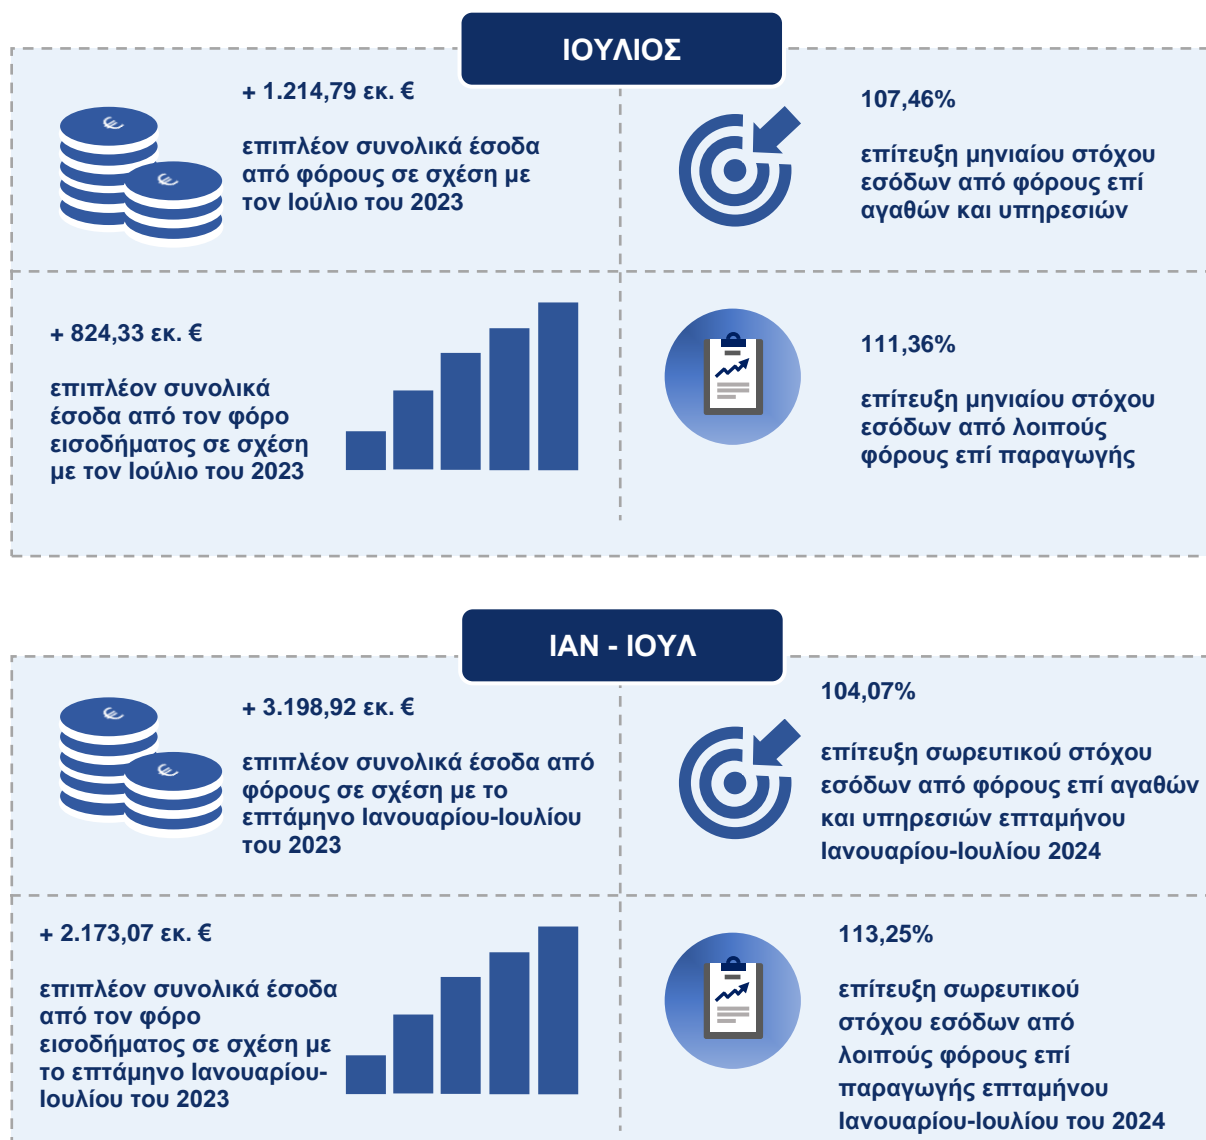 ΙΟΥΛΙΟΣ
+ 1.214,79 εκ. €
επιπλέον συνολικά έσοδα
από φόρους σε σχέση με
τον Ιούλιο του 2023
107,46%
επίτευξη μηνιαίου στόχου
εσόδων από φόρους επί
αγαθών και υπηρεσιών
+ 824,33 εκ. €
επιπλέον συνολικά
έσοδα από τον φόρο
εισοδήματος σε σχέση
με τον Ιούλιο του 2023
111,36%
επίτευξη μηνιαίου στόχου
εσόδων από λοιπούς
φόρους επί παραγωγής
ΙΑΝ - ΙΟΥΛ
+ 3.198,92 εκ. €
επιπλέον συνολικά έσοδα από
φόρους σε σχέση με το
επτάμηνο Ιανουαρίου-Ιουλίου
του 2023
104,07%
επίτευξη σωρευτικού στόχου
εσόδων από φόρους επί αγαθών
και υπηρεσιών επταμήνου
Ιανουαρίου-Ιουλίου 2024
+ 2.173,07 εκ. €
επιπλέον συνολικά έσοδα
από τον φόρο
εισοδήματος σε σχέση με
το επτάμηνο Ιανουαρίου-
Ιουλίου του 2023
113,25%
επίτευξη σωρευτικού
στόχου εσόδων από
λοιπούς φόρους επί
παραγωγής επταμήνου
Ιανουαρίου-Ιουλίου του 2024